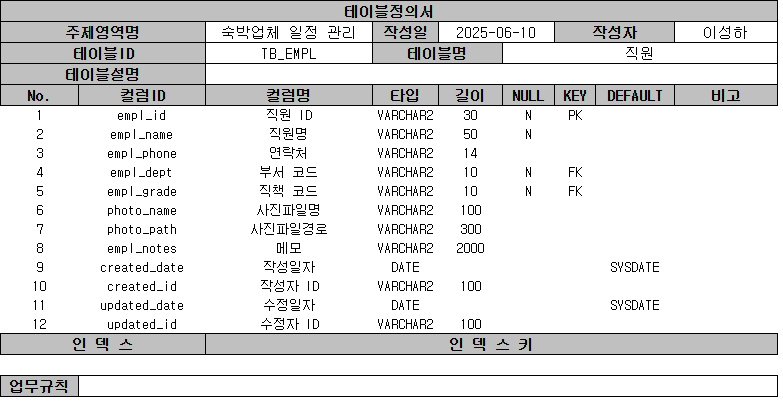 테이블정의서
주제영역명 숙박업체 일정 관리 작성일 2025-06-10 작성자 이성하
테이블ID TB_EMPL 테이블명 직원
테이블설명
No. 컬럼ID 컬럼명 타입 길이 NULL KEY DEFAULT 비고
1 empl_id 직원 ID VARCHAR2 30 N PK
2 empl_name 직원명 VARCHAR2 50 N
3 empl_phone 연락처 VARCHAR2 14
4 empl_dept 부서 코드 VARCHAR2 10 N FK
5 empl_grade 직책 코드 VARCHAR2 10 N FK
6 photo_name 사진파일명 VARCHAR2 100
7 photo_path 사진파일경로 VARCHAR2 300
8 empl_notes 메모 VARCHAR2 2000
9 created_date 작성일자 DATE SYSDATE
10 created_id 작성자 ID VARCHAR2 100
11 updated_date 수정일자 DATE SYSDATE
12 updated_id 수정자 ID VARCHAR2 100
인 덱 스 인 덱 스 키
업무규칙